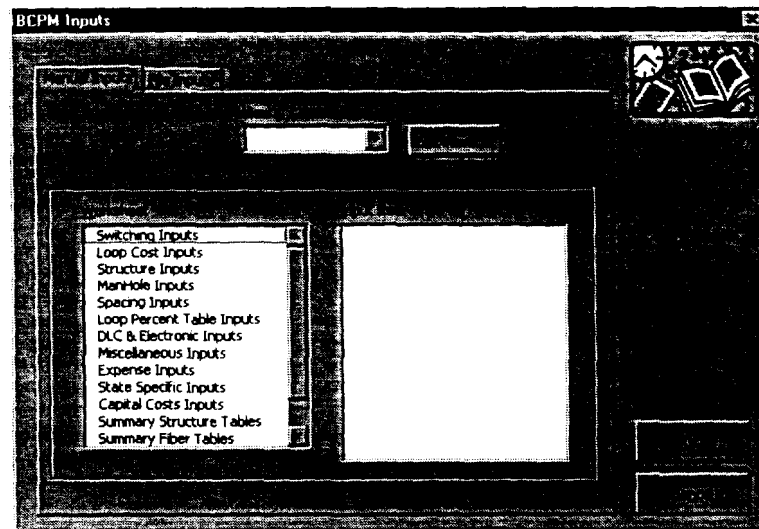 BCPM Inputs
Switching Inputs
Loop Cost Inputs
Structure Inputs
ManHole Inputs
Spacing Inputs
Loop Percent Table Inputs
DLC & Electronic Inputs
Miscellaneous Inputs
Expense Inputs
State Specific Inputs
Capital Costs Inputs
Summary Structure Tables
Summary Fiber Tables